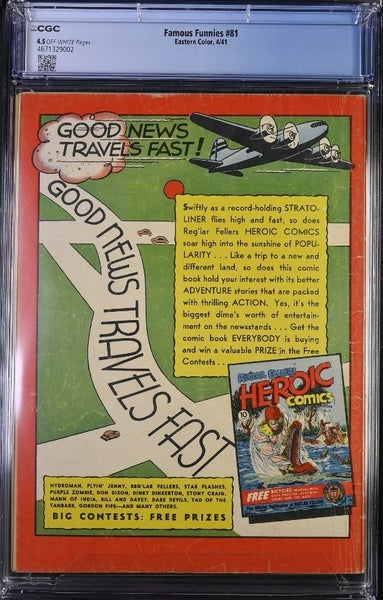 CGC
4.5 OFF-WHITE Pages
4671329002
Famous Funnies #81
Eastern Color, 4/41
GOOD NEWS
TRAVELS FAST!
GOOD NEWS TRAVELS FAST
Swiftly as a record-holding STRATO-
LINER flies high and fast, so does
Reg'lar Fellers HEROIC COMICS
soar high into the sunshine of POPU-
LARITY . . . Like a trip to a new and
different land, so does this comic
book hold your interest with its better
ADVENTURE stories that are packed
with thrilling ACTION. Yes, it's the
biggest dime's worth of entertain-
ment on the newsstands . . . Get the
comic book EVERYBODY is buying
and win a valuable PRIZE in the Free
Contests . . .
HEROIC
COMICS
10
FREE
HYDROMAN, FLYIN' JENNY, REG'LAR FELLERS, STAR FLASHES,
PURPLE ZOMBIE, DON DIXON, DINKY DINKERTON, STONY CRAIG,
MANN OF INDIA, BILL AND DAVEY, DARE DEVILS, TAD OF THE
TANBARK, GORDON FIFE—AND MANY OTHERS.
BIG CONTESTS: FREE PRIZES